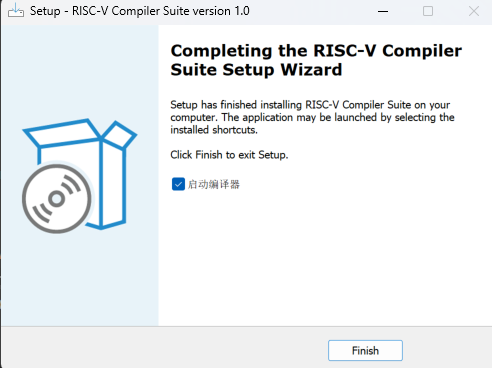 Setup - RISC-V Compiler Suite version 1.0
Completing the RISC-V Compiler
Suite Setup Wizard
Setup has finished installing RISC-V Compiler Suite on your
computer. The application may be launched by selecting the
installed shortcuts.
Click Finish to exit Setup.
启动编译器
Finish